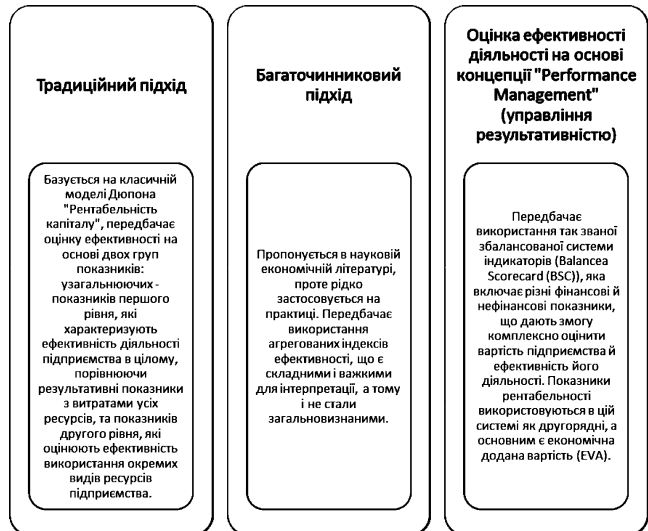 Традиційний підхід
Базується на класичній
моделі Дюпона
"Рентабельність
капіталу", передбачає
оцінку ефективності на
основі двох груп
показників:
узагальнюючих -
показників першого
рівня, які
характеризують
ефективність діяльності
підприємства в цілому,
порівнюючи
результативні показники
з витратами усіх
ресурсів, та показників
другого рівня, які
оцінюють ефективність
використання окремих
видів ресурсів
підприємства.
Багаточинниковий
підхід
Пропонується в науковій
економічній літературі,
проте рідко
застосовується на
практиці. Передбачає
використання
агрегованих індексів
ефективності, що є
складними і важкими
для інтерпретації, а тому
і не стали
загальновизнаними.
Оцінка ефективності
діяльності на основі
концепції "Performance
Management"
(управління
результативністю)
Передбачає
використання так званої
збалансованої системи
індикаторів (Balancea
Scorecard (BSC)), яка
включає різні фінансові й
нефінансові показники,
що дають змогу
комплексно оцінити
вартість підприємства й
ефективність його
діяльності. Показники
рентабельності
використовуються в цій
системі як другорядні, а
основним є економічна
додана вартість (EVA).